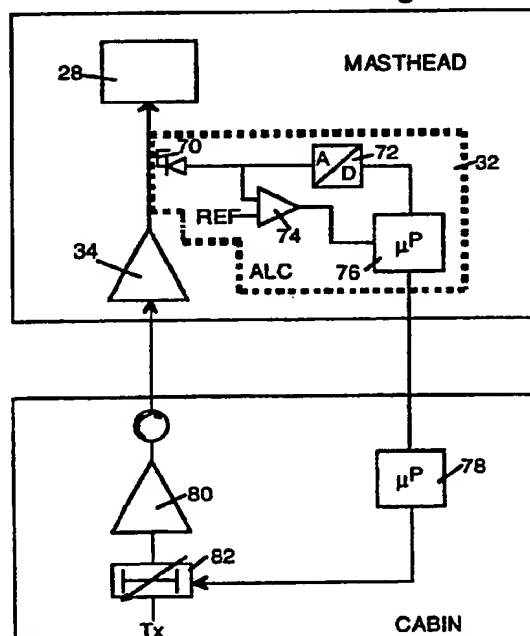 28
MASTHEAD
70
A
D
72
32
REF
74
μP
34
ALC
76
80
μP
78
82
Tx
CABIN